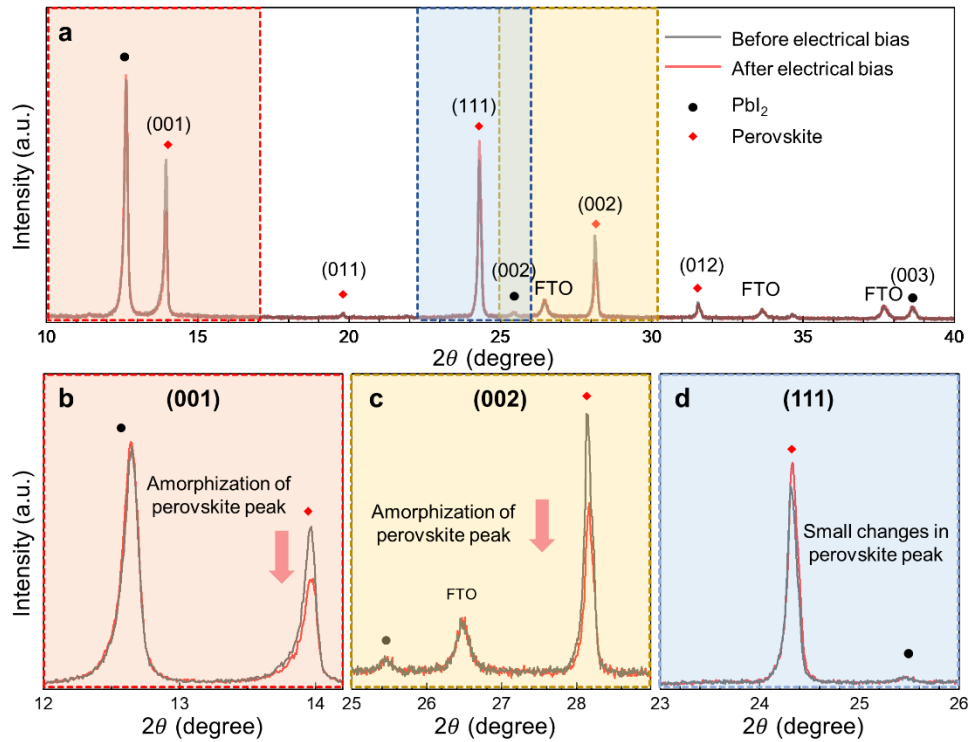 a
Before electrical bias
After electrical bias
PbI₂
Perovskite
(001)
(111)
(011)
(002)
FTO
(002)
(012)
FTO
FTO
(003)
Intensity (a.u.)
10 15 20 25 30 35 40
2θ (degree)
b (001)
Amorphization of
perovskite peak
Intensity (a.u.)
12 13 14
2θ (degree)
c (002)
Amorphization of
perovskite peak
FTO
25 26 27 28
2θ (degree)
d (111)
Small changes in
perovskite peak
23 24 25 26
2θ (degree)